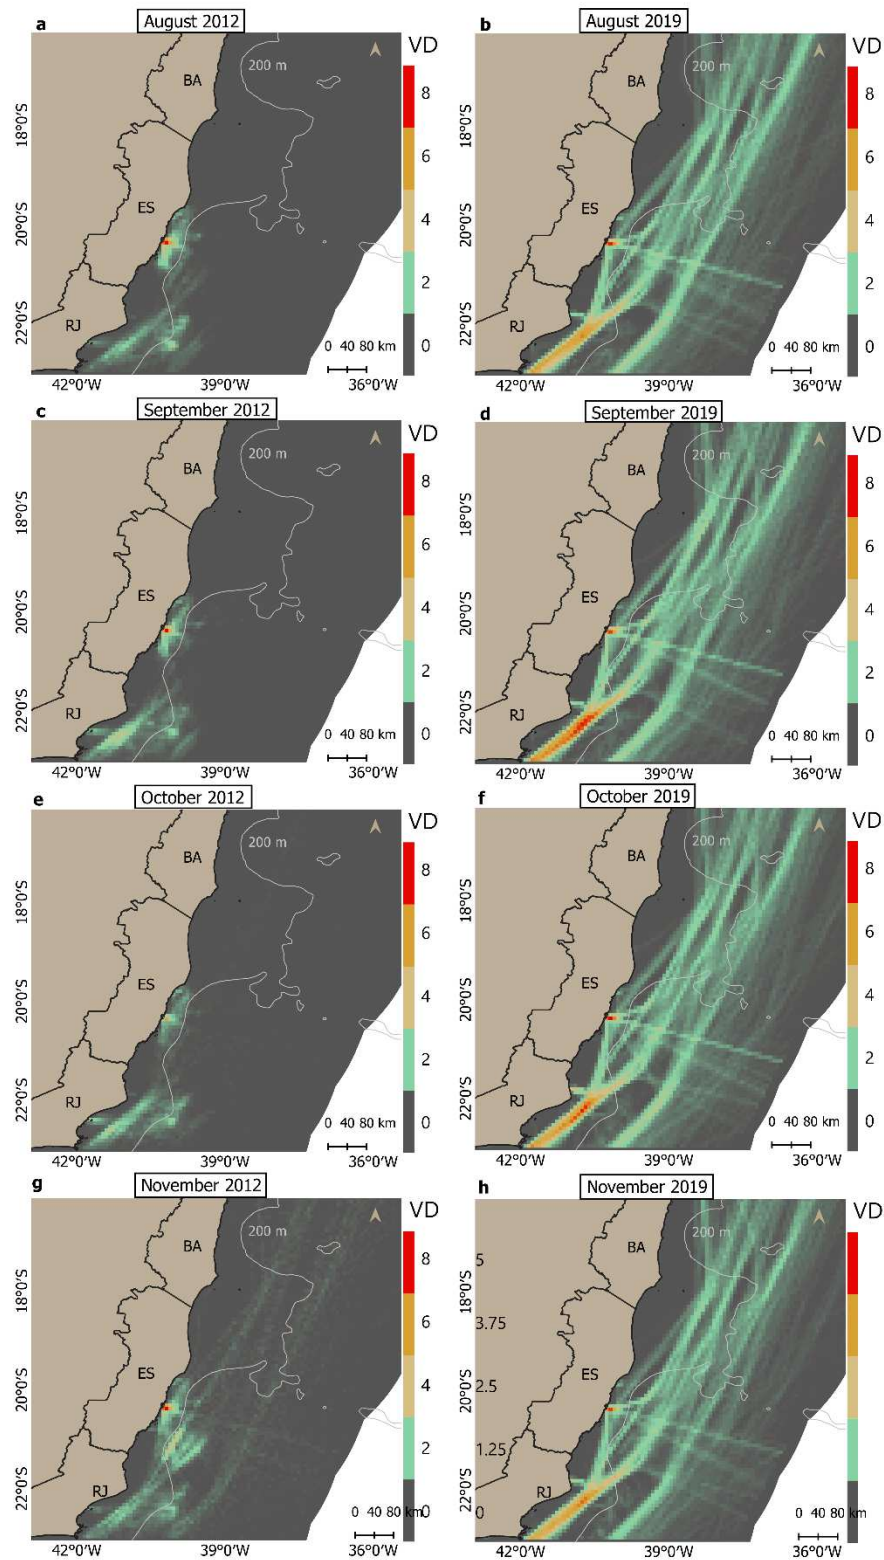 a August 2012
VD
200 m
BA
ES
RJ
18°0'S
20°0'S
22°0'S
8
6
4
2
0
0 40 80 km
42°0'W 39°0'W 36°0'W
b August 2019
VD
200 m
BA
ES
RJ
18°0'S
20°0'S
22°0'S
8
6
4
2
0
0 40 80 km
42°0'W 39°0'W 36°0'W
c September 2012
VD
200 m
BA
ES
RJ
18°0'S
20°0'S
22°0'S
8
6
4
2
0
0 40 80 km
42°0'W 39°0'W 36°0'W
d September 2019
VD
200 m
BA
ES
RJ
18°0'S
20°0'S
22°0'S
8
6
4
2
0
0 40 80 km
42°0'W 39°0'W 36°0'W
e October 2012
VD
200 m
BA
ES
RJ
18°0'S
20°0'S
22°0'S
8
6
4
2
0
0 40 80 km
42°0'W 39°0'W 36°0'W
f October 2019
VD
200 m
BA
ES
RJ
18°0'S
20°0'S
22°0'S
8
6
4
2
0
0 40 80 km
42°0'W 39°0'W 36°0'W
g November 2012
VD
200 m
BA
ES
RJ
18°0'S
20°0'S
22°0'S
8
6
4
2
0
0 40 80 km
42°0'W 39°0'W 36°0'W
h November 2019
VD
200 m
BA
ES
RJ
18°0'S
20°0'S
22°0'S
5
3.75
2.5
1.25
0
0 40 80 km
42°0'W 39°0'W 36°0'W